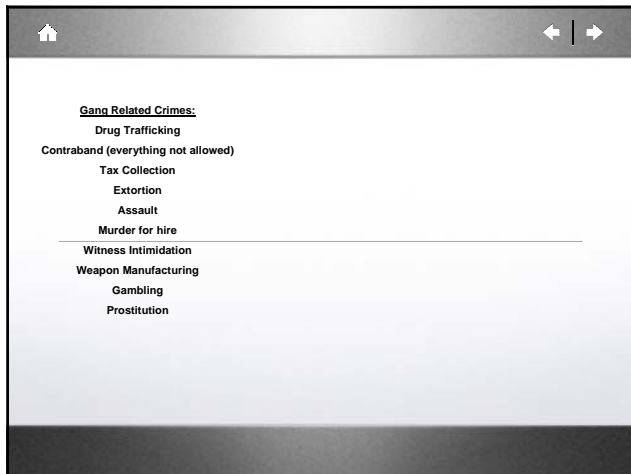 Gang Related Crimes:
Drug Trafficking
Contraband (everything not allowed)
Tax Collection
Extortion
Assault
Murder for hire
Witness Intimidation
Weapon Manufacturing
Gambling
Prostitution